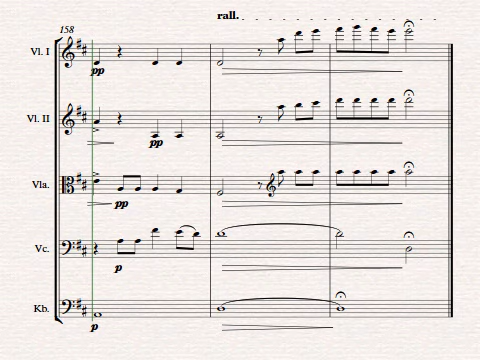 rall.
158
Vl. I
pp
Vl. II
pp
Vla.
pp
Vc.
p
Kb.
p